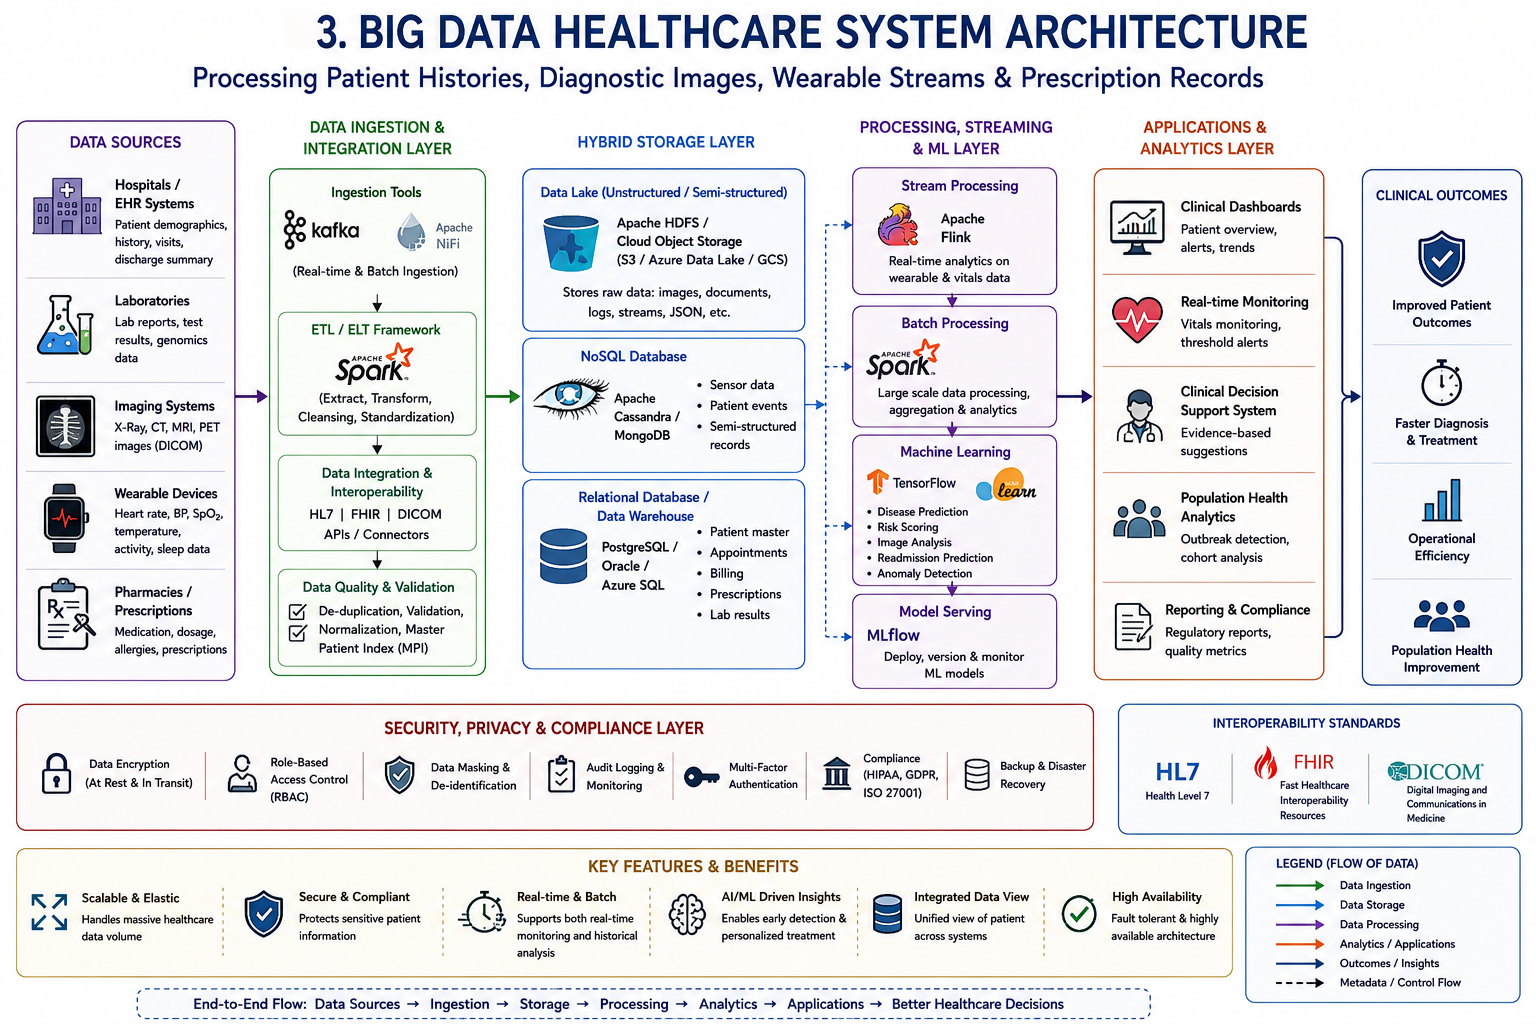 3. BIG DATA HEALTHCARE SYSTEM ARCHITECTURE
Processing Patient Histories, Diagnostic Images, Wearable Streams & Prescription Records
DATA SOURCES
Hospitals /
EHR Systems
Patient demographics,
history, visits,
discharge summary
Laboratories
Lab reports, test
results, genomics
data
Imaging Systems
X-Ray, CT, MRI, PET
images (DICOM)
Wearable Devices
Heart rate, BP, SpO₂,
temperature,
activity, sleep data
Pharmacies /
Prescriptions
Medication, dosage,
allergies, prescriptions
Rx
DATA INGESTION &
INTEGRATION LAYER
Ingestion Tools
kafka
Apache
NiFi
(Real-time & Batch Ingestion)
ETL / ELT Framework
APACHE
Spark
(Extract, Transform,
Cleansing, Standardization)
Data Integration &
Interoperability
HL7 | FHIR | DICOM
APIs / Connectors
Data Quality & Validation
De-duplication, Validation,
Normalization, Master
Patient Index (MPI)
HYBRID STORAGE LAYER
Data Lake (Unstructured / Semi-structured)
Apache HDFS /
Cloud Object Storage
(S3 / Azure Data Lake / GCS)
Stores raw data: images, documents,
logs, streams, JSON, etc.
NoSQL Database
Apache
Cassandra /
MongoDB
• Sensor data
• Patient events
• Semi-structured
records
Relational Database /
Data Warehouse
PostgreSQL /
Oracle /
Azure SQL
• Patient master
• Appointments
• Billing
• Prescriptions
• Lab results
PROCESSING, STREAMING
& ML LAYER
Stream Processing
Apache
Flink
Real-time analytics on
wearable & vitals data
Batch Processing
APACHE
Spark
Large scale data processing,
aggregation & analytics
Machine Learning
TensorFlow
learn
• Disease Prediction
• Risk Scoring
• Image Analysis
• Readmission Prediction
• Anomaly Detection
Model Serving
MLflow
Deploy, version & monitor
ML models
APPLICATIONS &
ANALYTICS LAYER
Clinical Dashboards
Patient overview,
alerts, trends
Real-time Monitoring
Vitals monitoring,
threshold alerts
Clinical Decision
Support System
Evidence-based
suggestions
Population Health
Analytics
Outbreak detection,
cohort analysis
Reporting & Compliance
Regulatory reports,
quality metrics
CLINICAL OUTCOMES
Improved Patient
Outcomes
Faster Diagnosis
& Treatment
Operational
Efficiency
Population Health
Improvement
SECURITY, PRIVACY & COMPLIANCE LAYER
Data Encryption
(At Rest & In Transit)
Role-Based
Access Control
(RBAC)
Data Masking &
De-identification
Audit Logging &
Monitoring
Multi-Factor
Authentication
Compliance
(HIPAA, GDPR,
ISO 27001)
Backup & Disaster
Recovery
INTEROPERABILITY STANDARDS
HL7
Health Level 7
FHIR
Fast Healthcare
Interoperability
Resources
DICOM
Digital Imaging and
Communications in
Medicine
KEY FEATURES & BENEFITS
Scalable & Elastic
Handles massive healthcare
data volume
Secure & Compliant
Protects sensitive patient
information
Real-time & Batch
Supports both real-time
monitoring and historical
analysis
AI/ML Driven Insights
Enables early detection &
personalized treatment
Integrated Data View
Unified view of patient
across systems
High Availability
Fault tolerant & highly
available architecture
LEGEND (FLOW OF DATA)
Data Ingestion
Data Storage
Data Processing
Analytics / Applications
Outcomes / Insights
Metadata / Control Flow
End-to-End Flow: Data Sources → Ingestion → Storage → Processing → Analytics → Applications → Better Healthcare Decisions